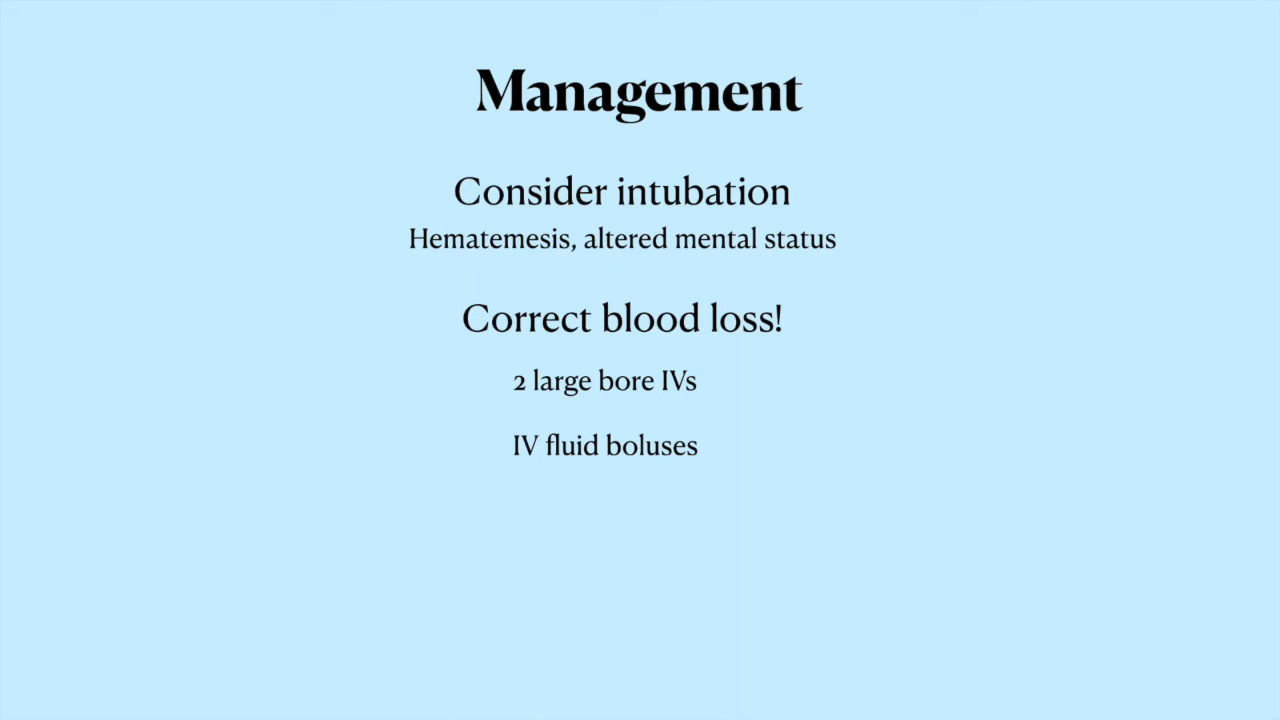 Management
Consider intubation
Hematemesis, altered mental status
Correct blood loss!
2 large bore IVs
IV fluid boluses